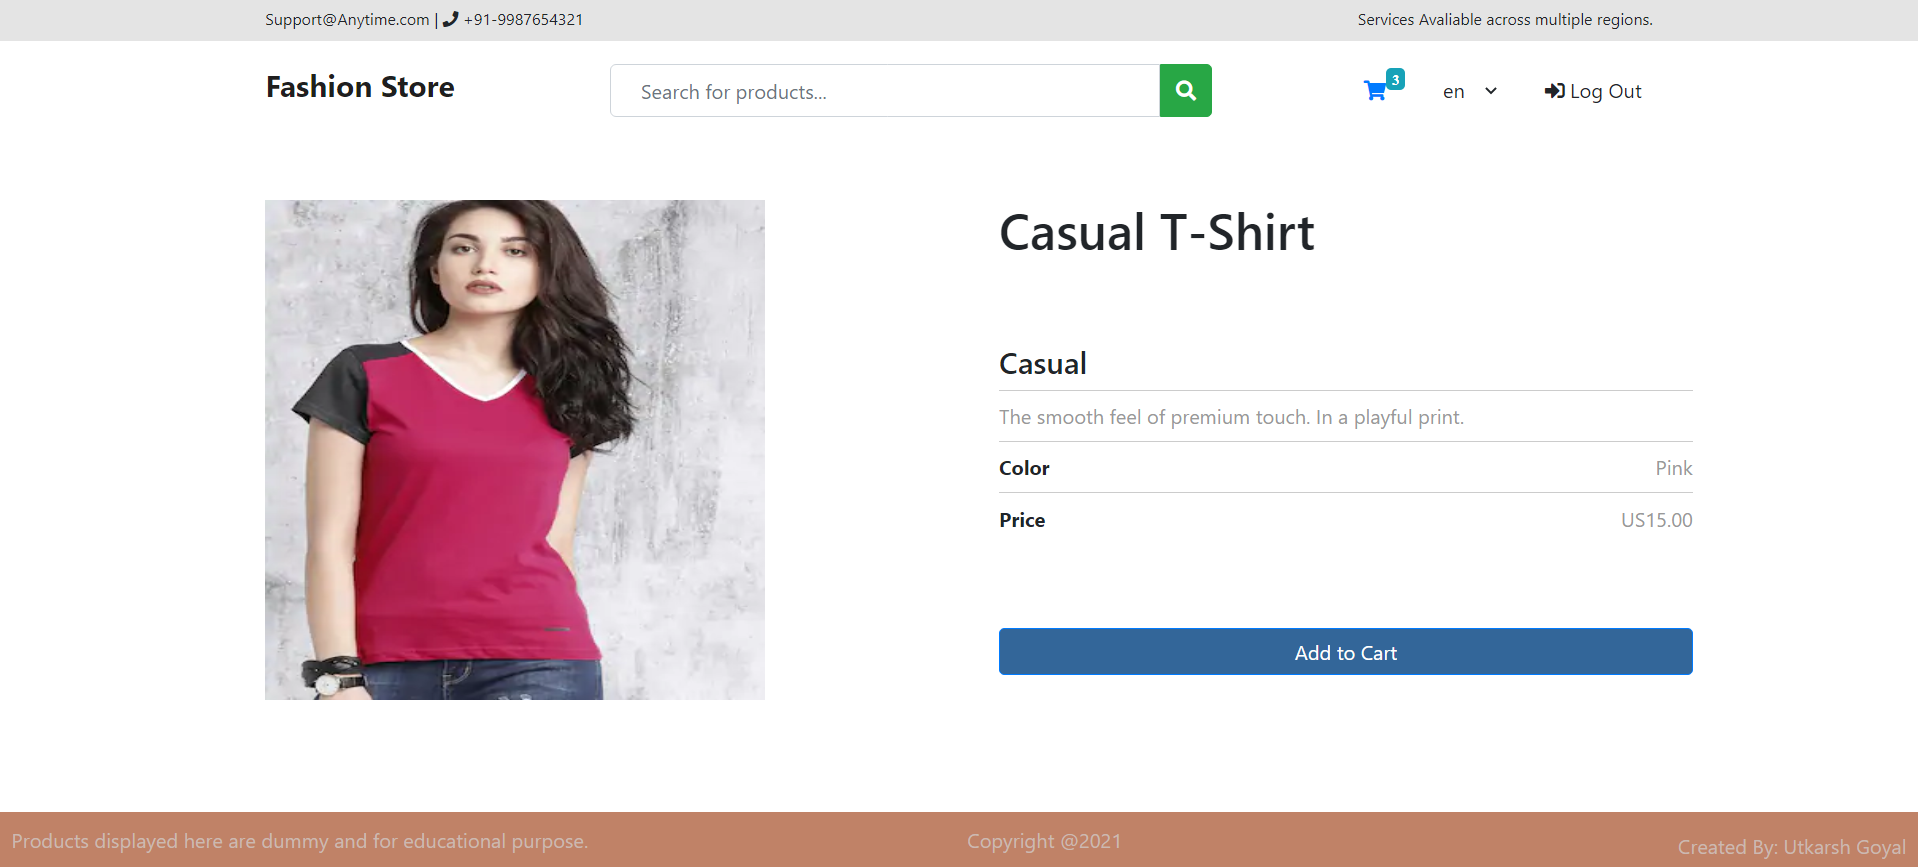 Support@Anytime.com | +91-9987654321
Services Avaliable across multiple regions.
Fashion Store
Search for products...
3
en
Log Out
Casual T-Shirt
Casual
The smooth feel of premium touch. In a playful print.
Color Pink
Price US15.00
Add to Cart
Products displayed here are dummy and for educational purpose.
Copyright @2021
Created By: Utkarsh Goyal